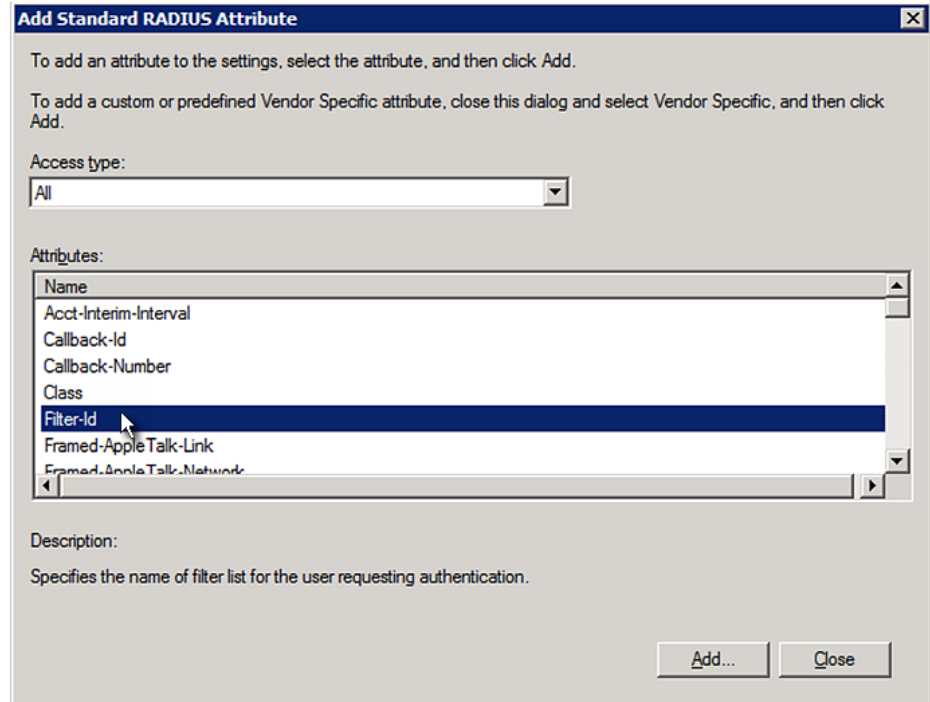 Add Standard RADIUS Attribute
To add an attribute to the settings, select the attribute, and then click Add.
To add a custom or predefined Vendor Specific attribute, close this dialog and select Vendor Specific, and then click
Add.
Access type:
All
Attributes:
Name
Acct-Interim-Interval
Callback-Id
Callback-Number
Class
Filter-Id
Framed-AppleTalk-Link
Framed-AppleTalk-Network
Description:
Specifies the name of filter list for the user requesting authentication.
Add... Close